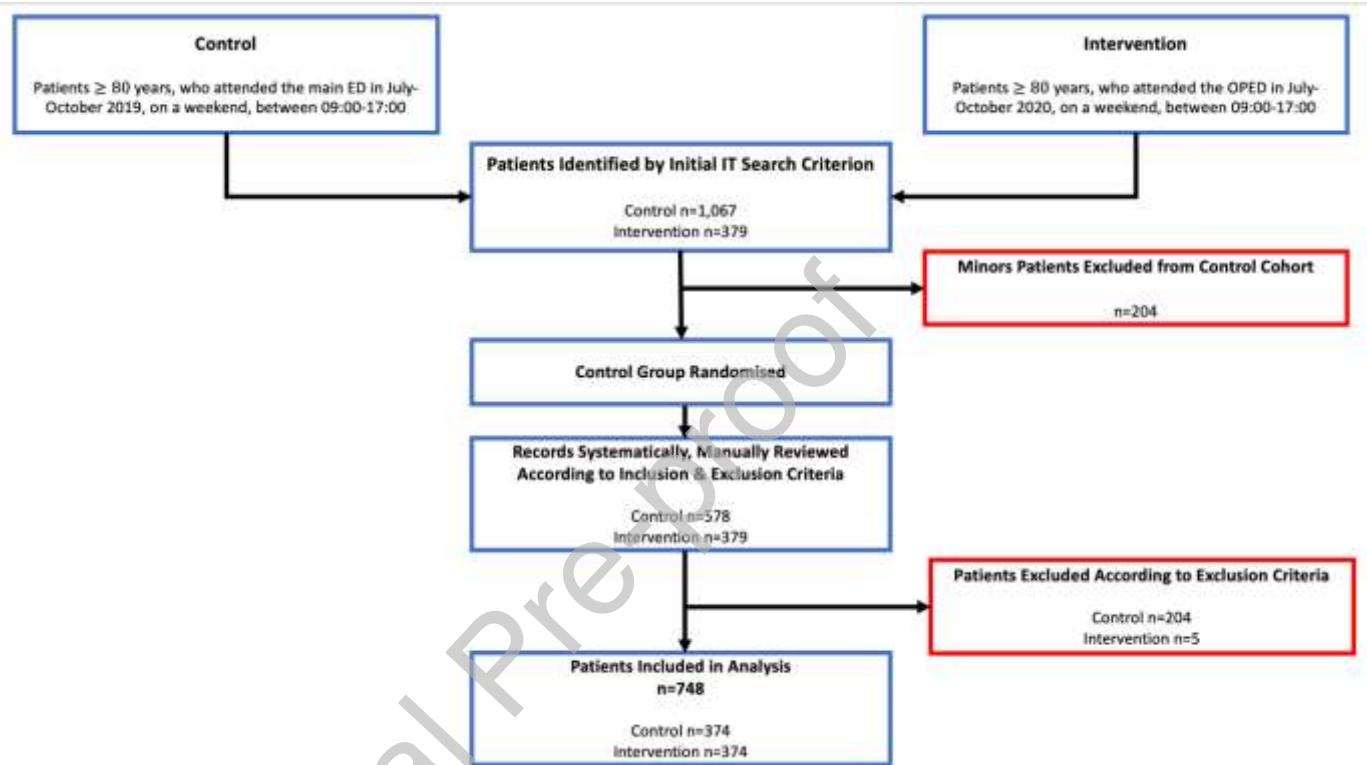 Control
Patients ≥ 80 years, who attended the main ED in July-
October 2019, on a weekend, between 09:00-17:00
Intervention
Patients ≥ 80 years, who attended the OPED in July-
October 2020, on a weekend, between 09:00-17:00
Patients Identified by Initial IT Search Criterion
Control n=1,067
Intervention n=379
Minors Patients Excluded from Control Cohort
n=204
Control Group Randomised
Records Systematically, Manually Reviewed
According to Inclusion & Exclusion Criteria
Control n=578
Intervention n=379
Patients Excluded According to Exclusion Criteria
Control n=204
Intervention n=5
Patients Included in Analysis
n=748
Control n=374
Intervention n=374
al Pre-proof